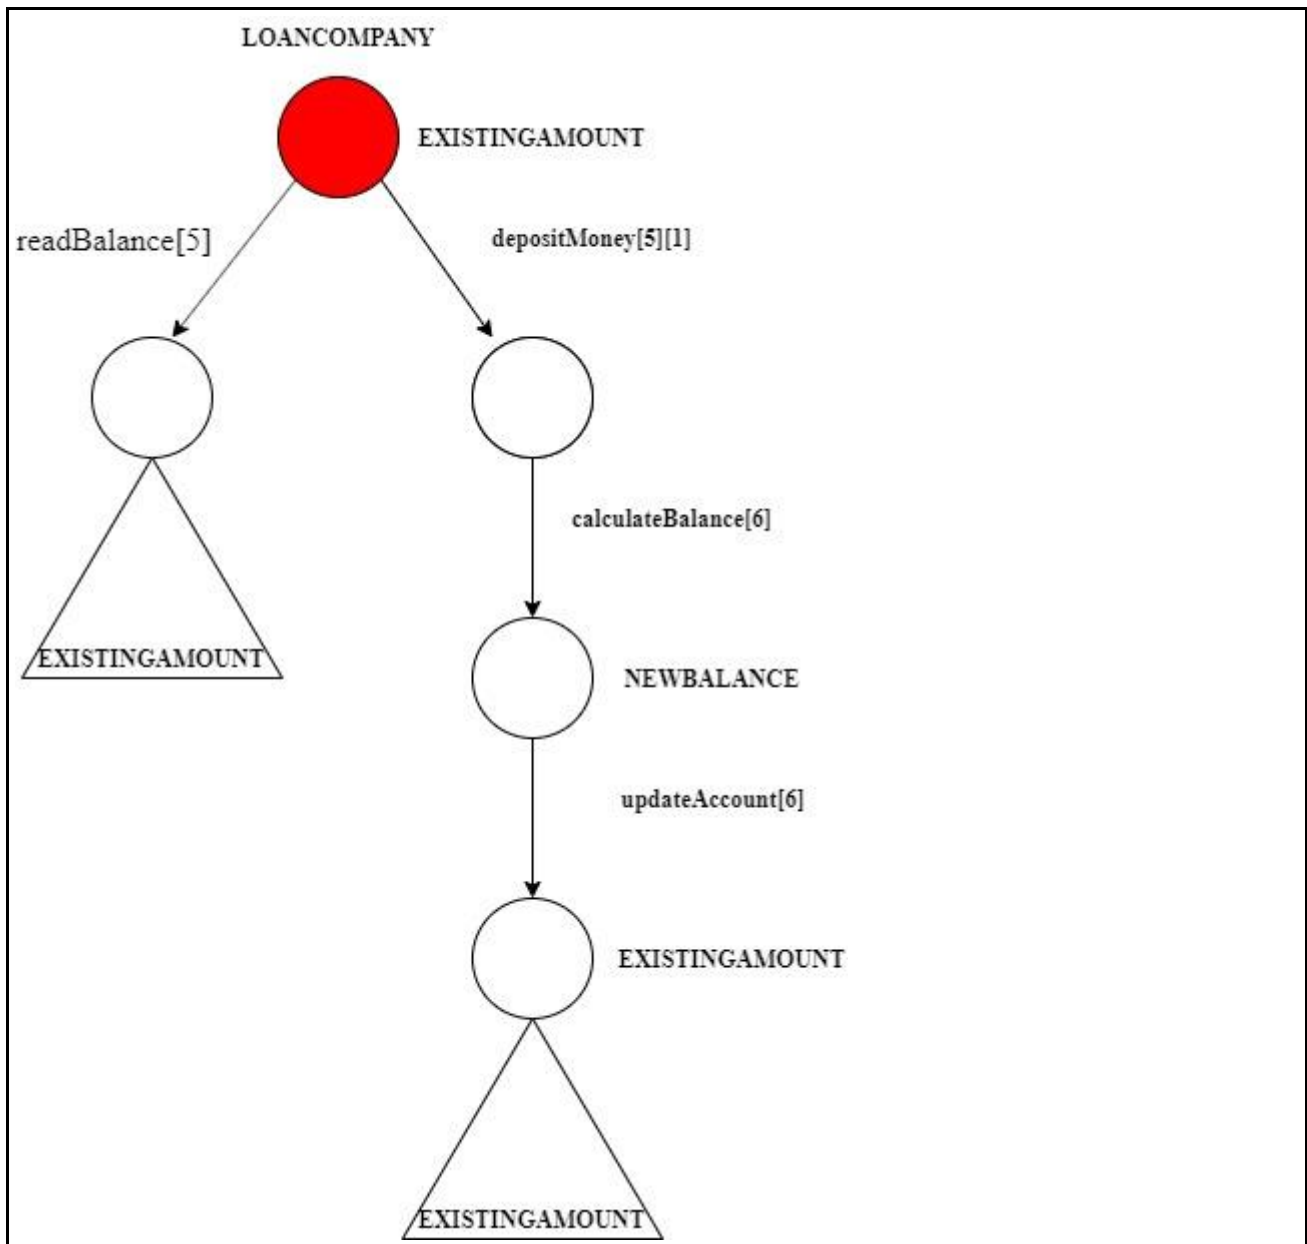 LOANCOMPANY
EXISTINGAMOUNT
readBalance[5]
depositMoney[5][1]
calculateBalance[6]
EXISTINGAMOUNT
NEWBALANCE
updateAccount[6]
EXISTINGAMOUNT
EXISTINGAMOUNT